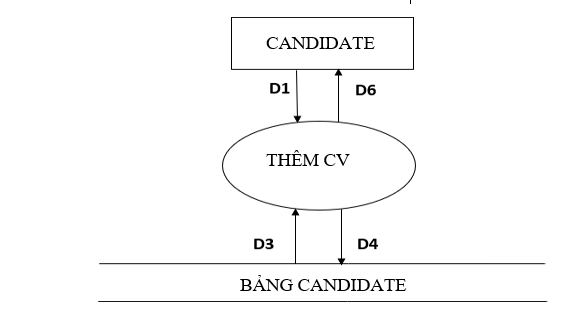 CANDIDATE
D1
D6
THÊM CV
D3
D4
BẢNG CANDIDATE